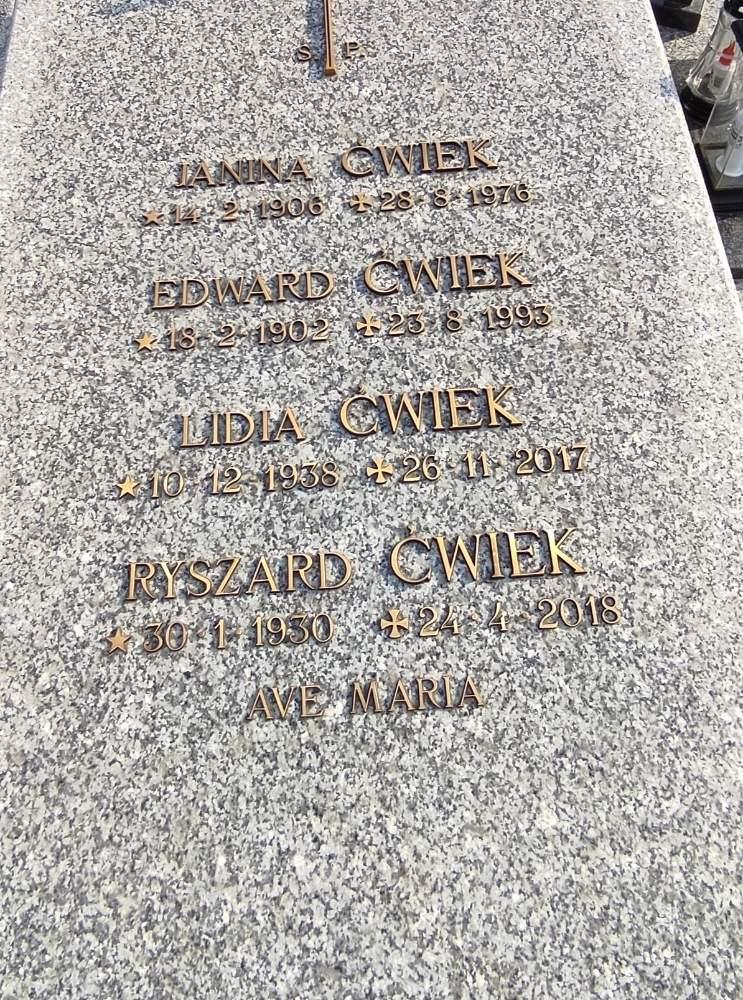 Ś. P.
JANINA ĆWIEK
14-2-1906 28-8-1976
EDWARD ĆWIEK
13-2-1902 23-8-1993
LIDIA ĆWIEK
10-12-1938 26-11-2017
RYSZARD ĆWIEK
30-1-1930 24-4-2018
AVE MARIA